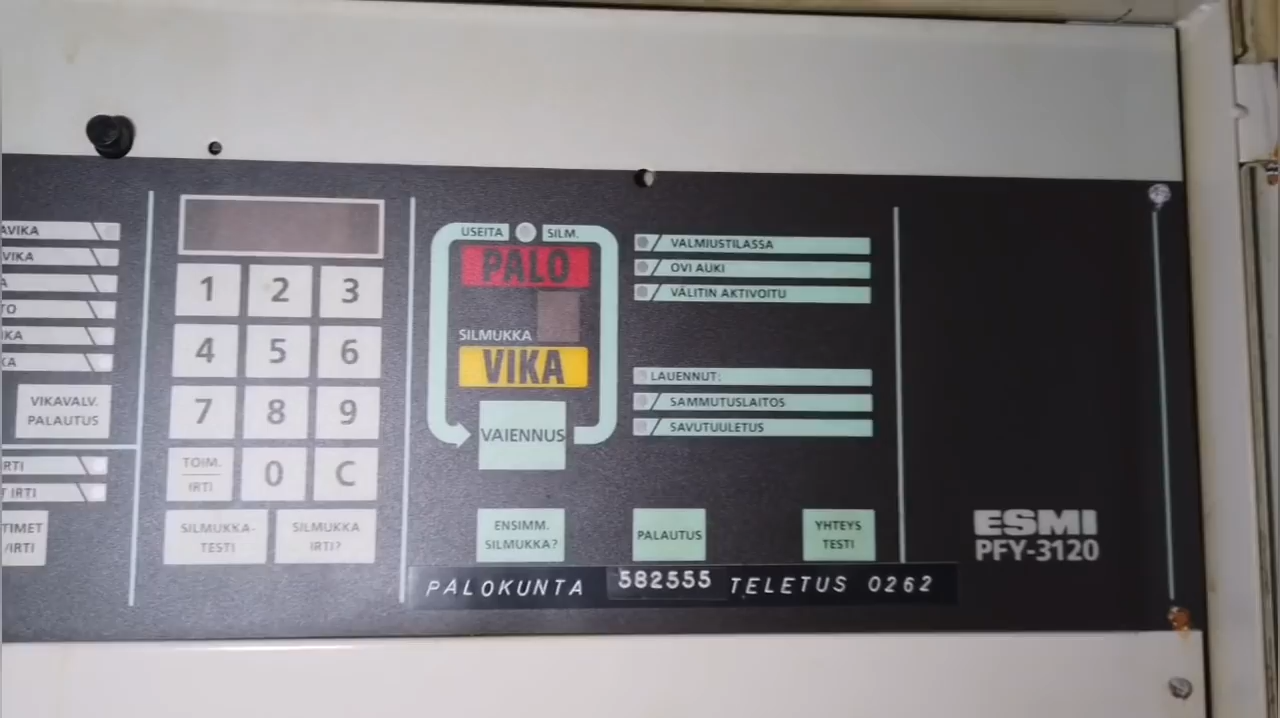 AVIKA
VIKA
A
TO
IKA
KA
VIKAVALV.
PALAUTUS
IRTI
T IRTI
TIMET
/IRTI
1 2 3
4 5 6
7 8 9
TOIM.
IRTI
0 C
SILMUKKA-
TESTI
SILMUKKA
IRTI?
USEITA SILM.
PALO
SILMUKKA
VIKA
VAIENNUS
ENSIMM.
SILMUKKA?
PALAUTUS
YHTEYS
TESTI
VALMIUSTILASSA
OVI AUKI
VÄLITIN AKTIVOITU
LAUENNUT:
SAMMUTUSLAITOS
SAVUTUULETUS
ESMI
PFY-3120
PALOKUNTA 582555 TELETUS 0262